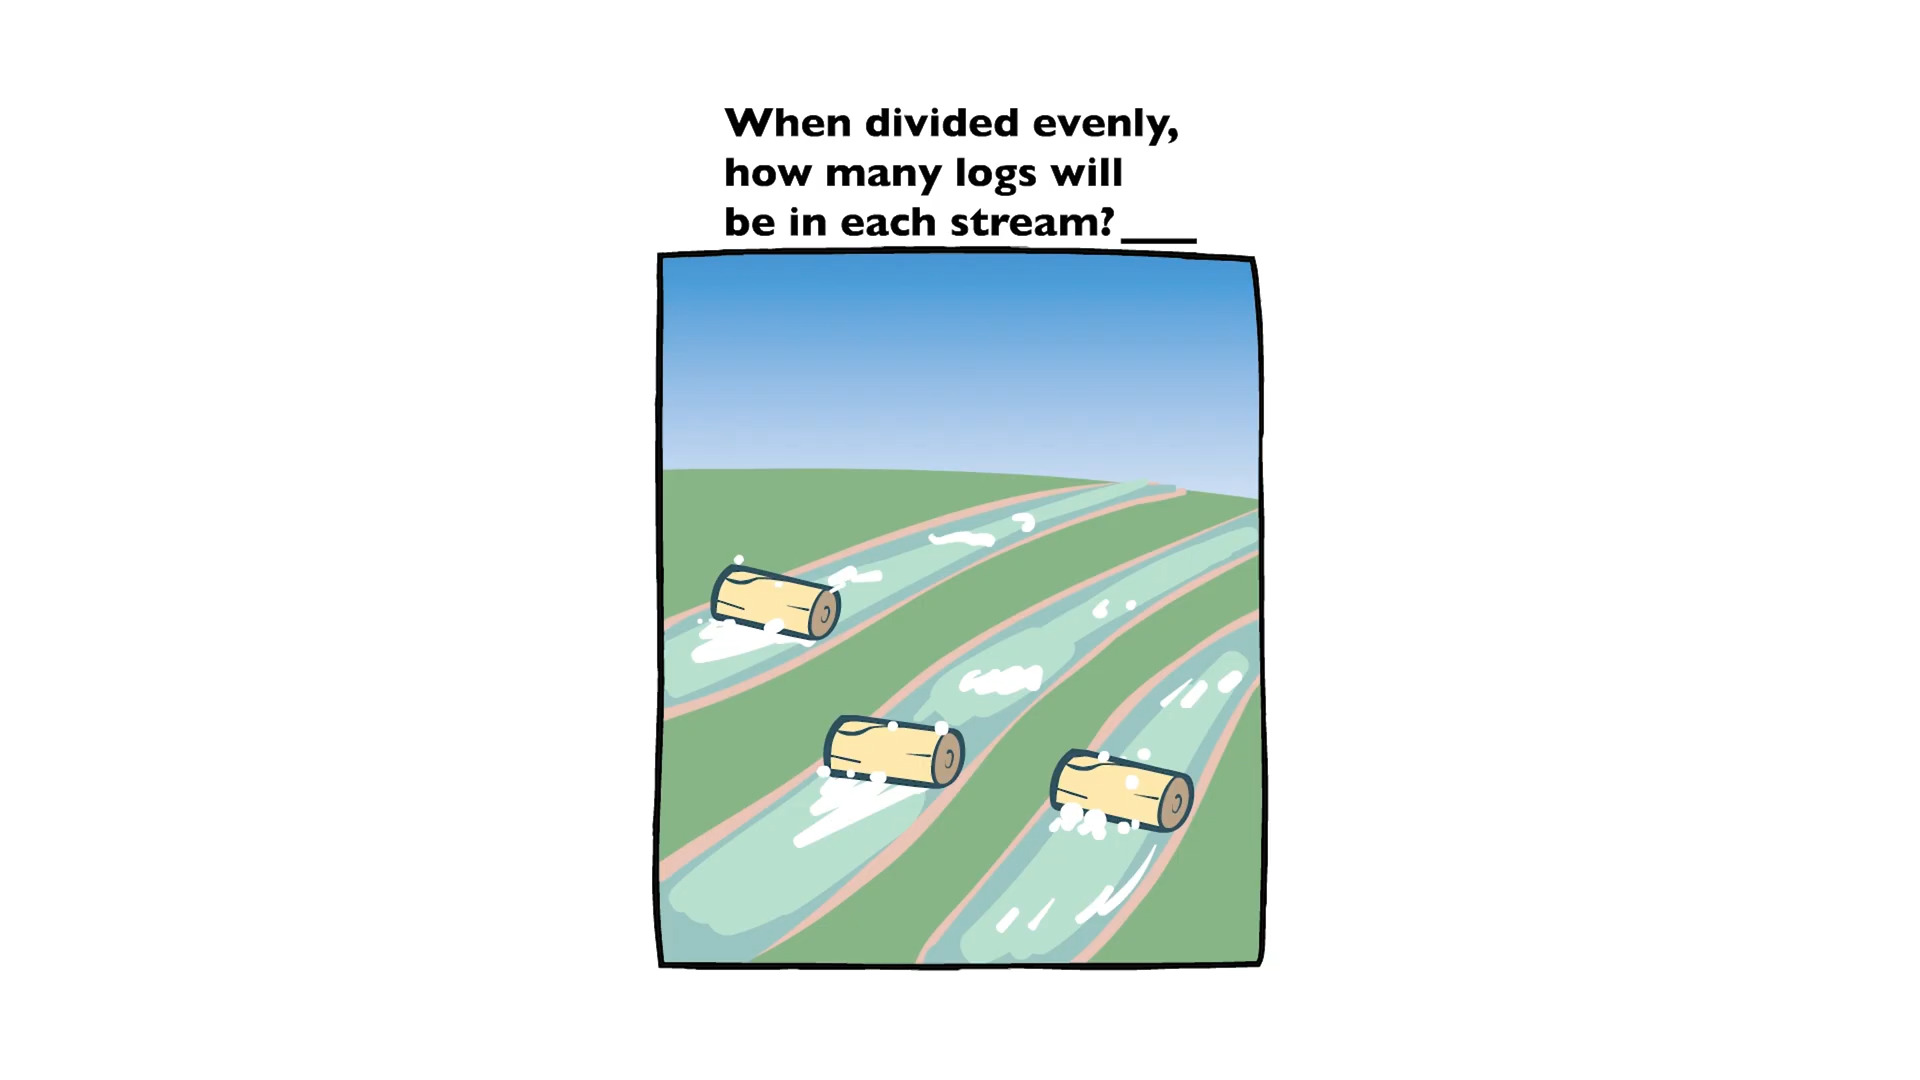 When divided evenly,
how many logs will
be in each stream? ___